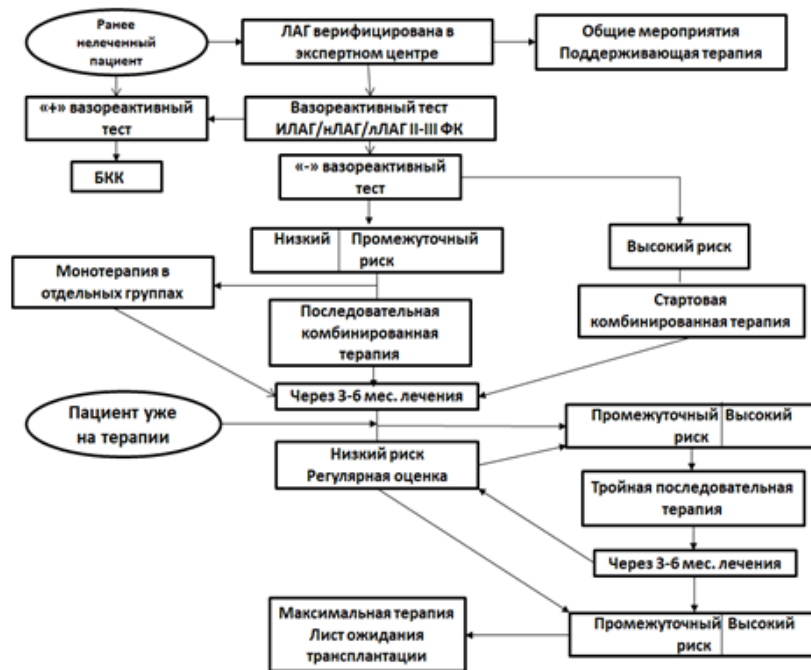 Ранее
нелеченный
пациент
ЛАГ верифицирована в
экспертном центре
Общие мероприятия
Поддерживающая терапия
«+» вазореактивный
тест
Вазореактивный тест
ИЛАГ/нЛАГ/лЛАГ II-III ФК
БКК
«-» вазореактивный
тест
Низкий Промежуточный
риск
Высокий риск
Монотерапия в
отдельных группах
Последовательная
комбинированная
терапия
Стартовая
комбинированная терапия
Через 3-6 мес. лечения
Пациент уже
на терапии
Промежуточный Высокий
риск
Низкий риск
Регулярная оценка
Тройная последовательная
терапия
Через 3-6 мес. лечения
Максимальная терапия
Лист ожидания
трансплантации
Промежуточный Высокий
риск